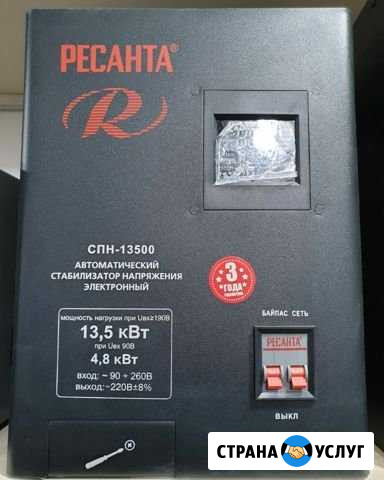 РЕСАНТА®
R
СПН-13500
АВТОМАТИЧЕСКИЙ
СТАБИЛИЗАТОР НАПРЯЖЕНИЯ
ЭЛЕКТРОННЫЙ
мощность нагрузки при Uвх≥190В
13,5 кВт
при Uвх 90В
4,8 кВт
ВХОД: ~ 90 ÷ 260В
ВЫХОД: ~220В±8%
3
ГОДА
БАЙПАС СЕТЬ
РЕСАНТА
ВЫКЛ
СТРАНА УСЛУГ